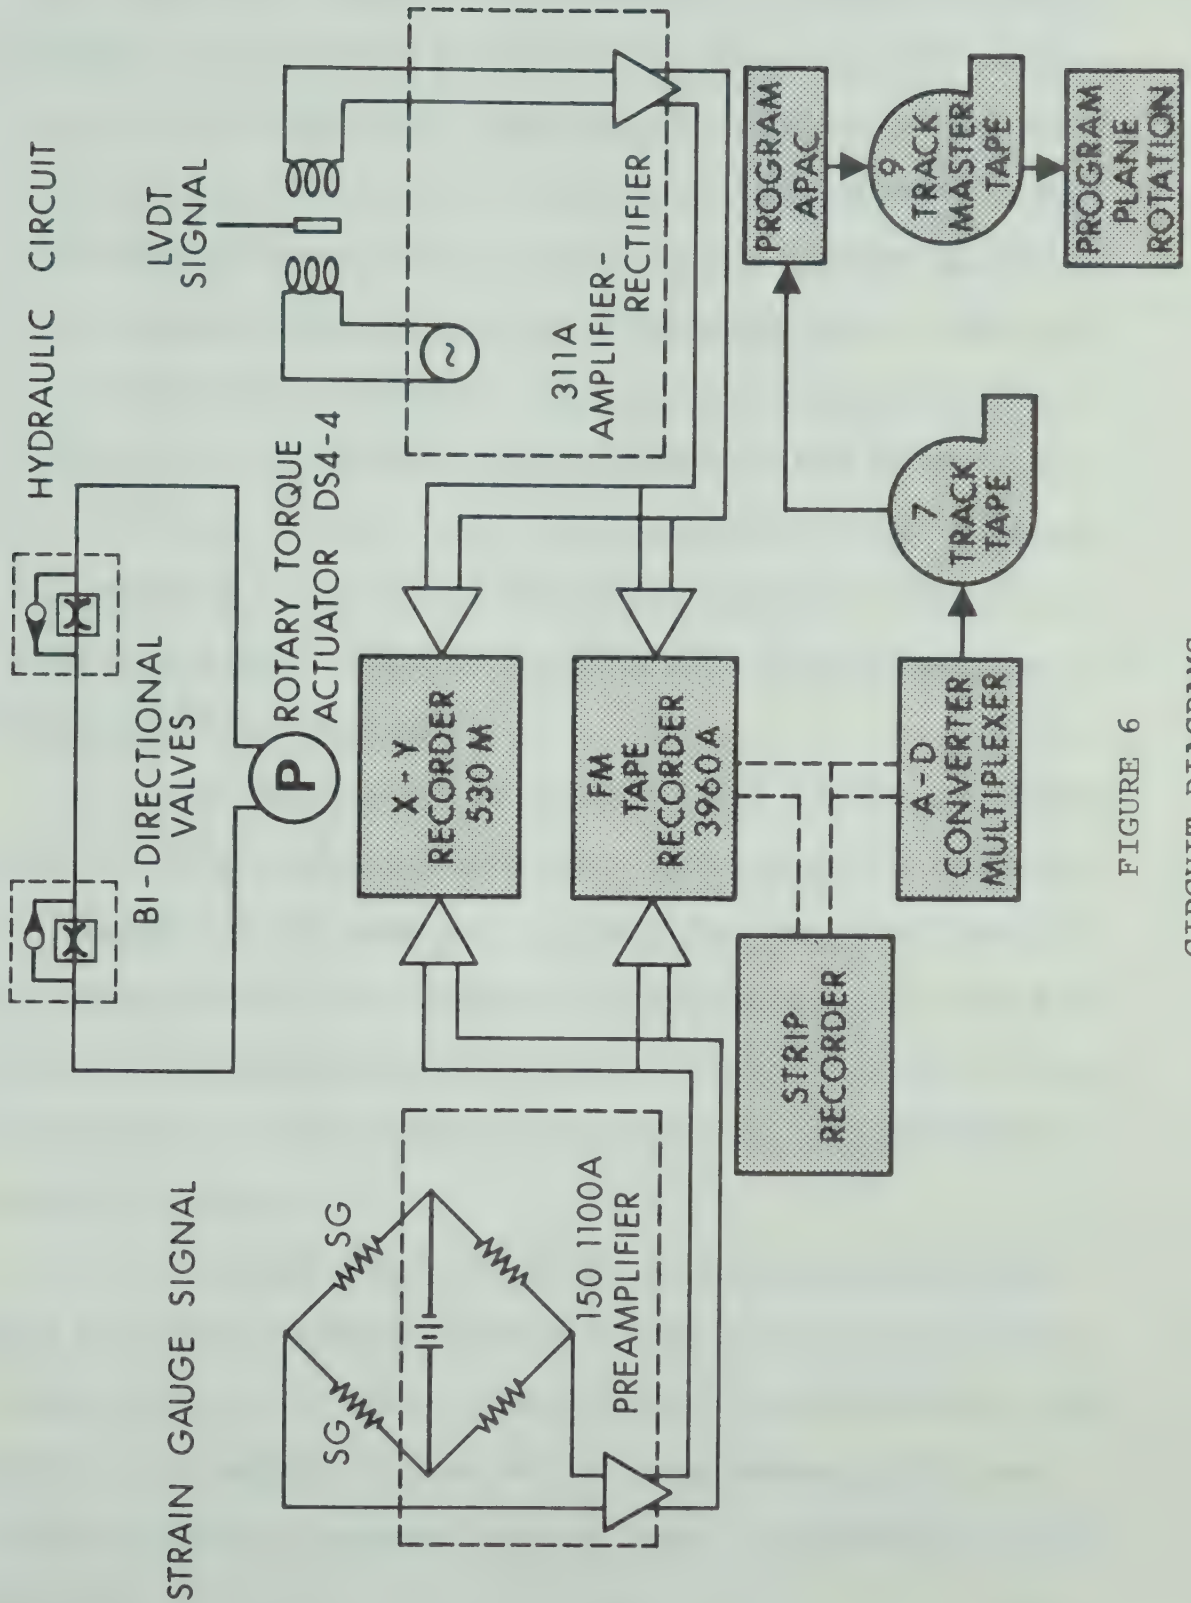 STRAIN GAUGE SIGNAL
SG
SG
150 1100A
PREAMPLIFIER
HYDRAULIC CIRCUIT
BI-DIRECTIONAL
VALVES
P
ROTARY TORQUE
ACTUATOR DS4-4
LVDT
SIGNAL
~
311A
AMPLIFIER-
RECTIFIER
X-Y
RECORDER
530 M
FM
TAPE
RECORDER
3960 A
STRIP
RECORDER
A-D
CONVERTER
MULTIPLEXER
7
TRACK
TAPE
PROGRAM
APAC
9
TRACK
MASTER
TAPE
PROGRAM
PLANE
ROTATION
FIGURE 6
CIRCUIT DIAGRAMS